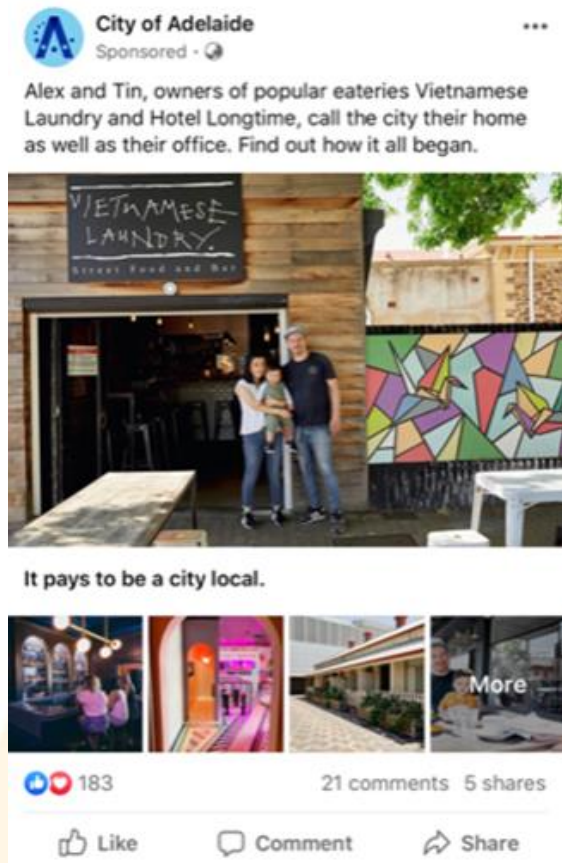 City of Adelaide
Sponsored ·
Alex and Tin, owners of popular eateries Vietnamese
Laundry and Hotel Longtime, call the city their home
as well as their office. Find out how it all began.
VIETNAMESE
LAUNDRY.
Street Food and Bar
It pays to be a city local.
More
183
21 comments 5 shares
Like Comment Share